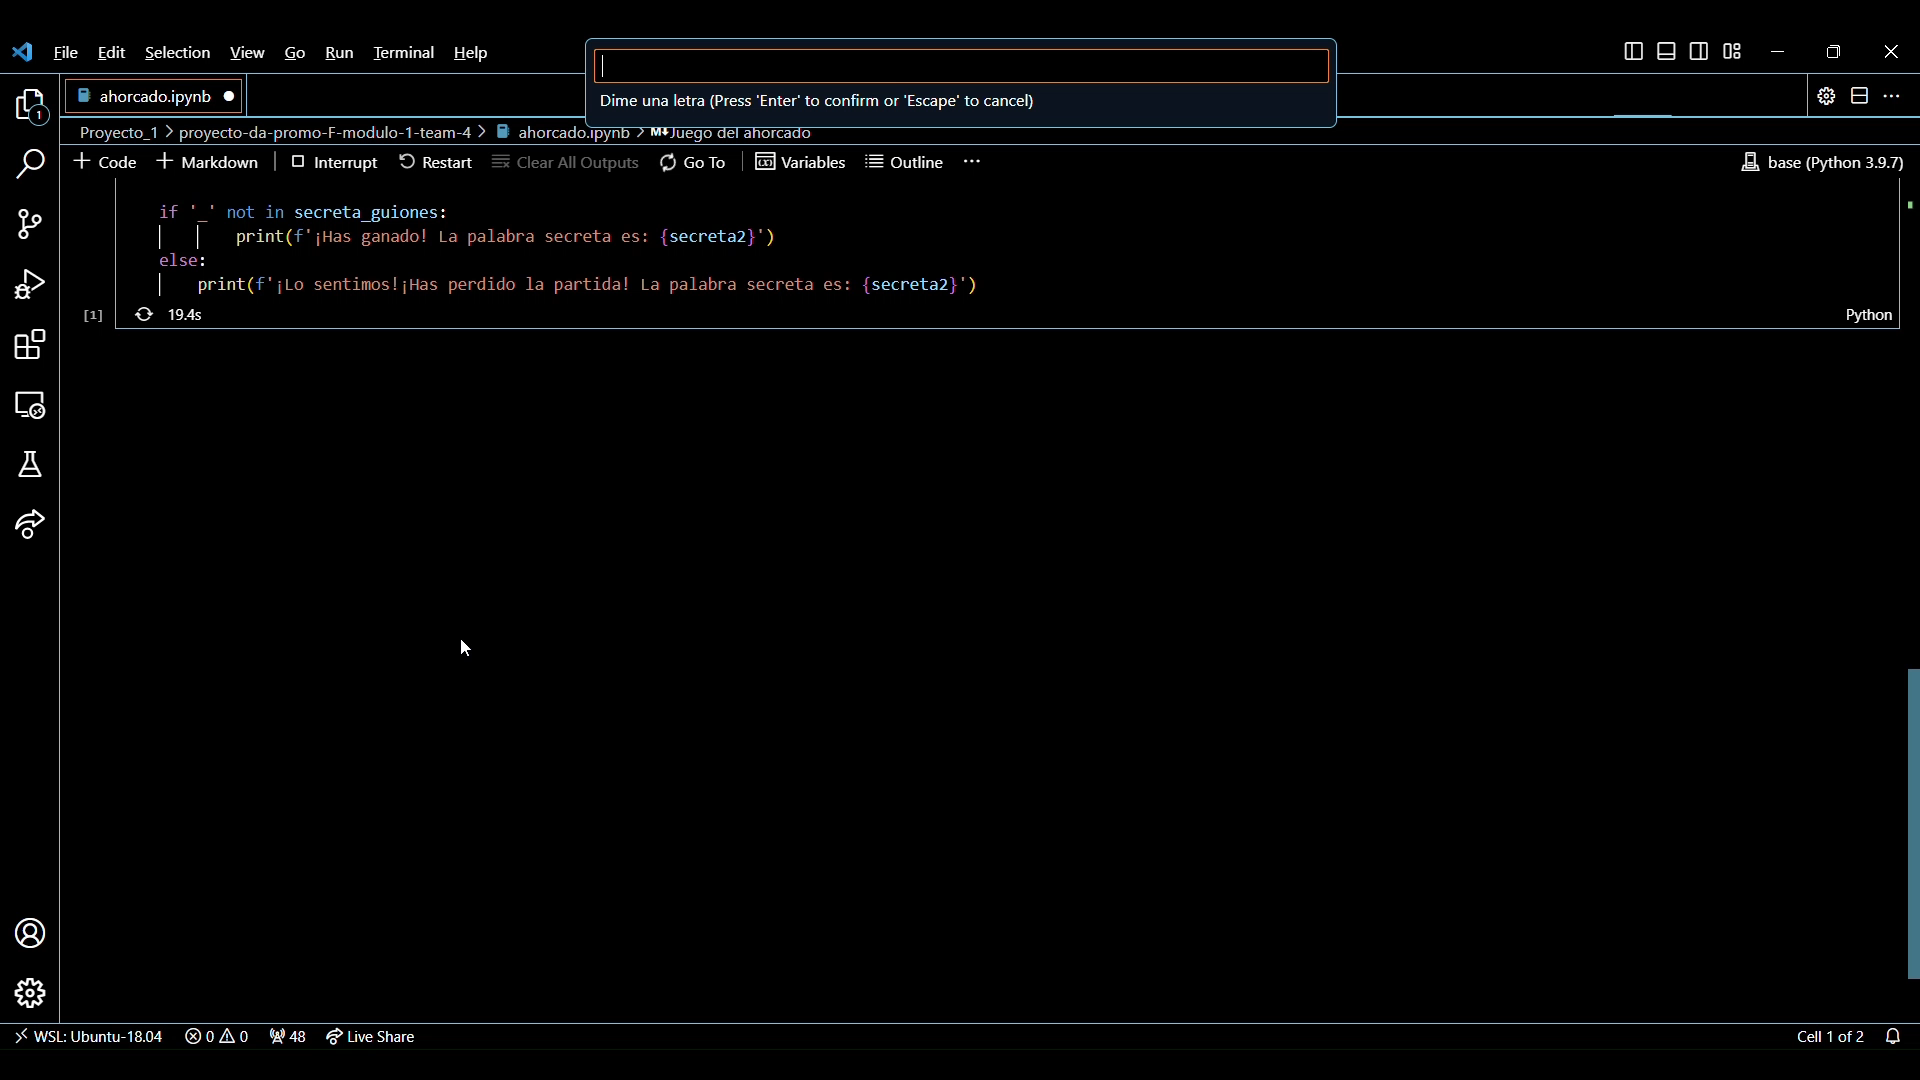 File Edit Selection View Go Run Terminal Help
ahorcado.ipynb
Dime una letra (Press 'Enter' to confirm or 'Escape' to cancel)
1
Proyecto_1 > proyecto-da-promo-F-modulo-1-team-4 > ahorcado.ipynb > M↓Juego del ahorcado
+ Code + Markdown | Interrupt Restart Clear All Outputs Go To | Variables Outline ...
base (Python 3.9.7)
if '_' not in secreta_guiones:
print(f'¡Has ganado! La palabra secreta es: {secreta2}')
else:
print(f'¡Lo sentimos!¡Has perdido la partida! La palabra secreta es: {secreta2}')
[1] 19.4s Python
WSL: Ubuntu-18.04 0 0 48 Live Share Cell 1 of 2